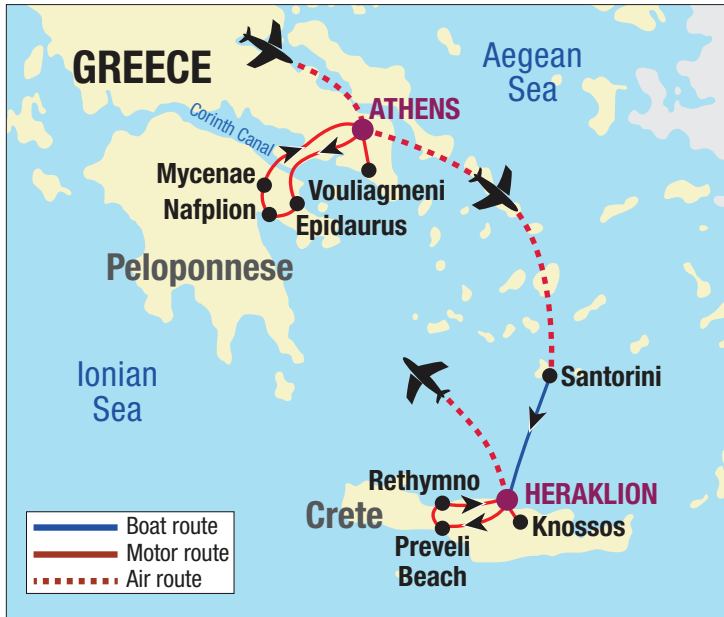 GREECE
Aegean
Sea
ATHENS
Corinth Canal
Mycenae
Vouliagmeni
Nafplion
Epidaurus
Peloponnese
Ionian
Sea
Santorini
Rethymno
HERAKLION
Crete
Knossos
Preveli
Beach
Boat route
Motor route
Air route